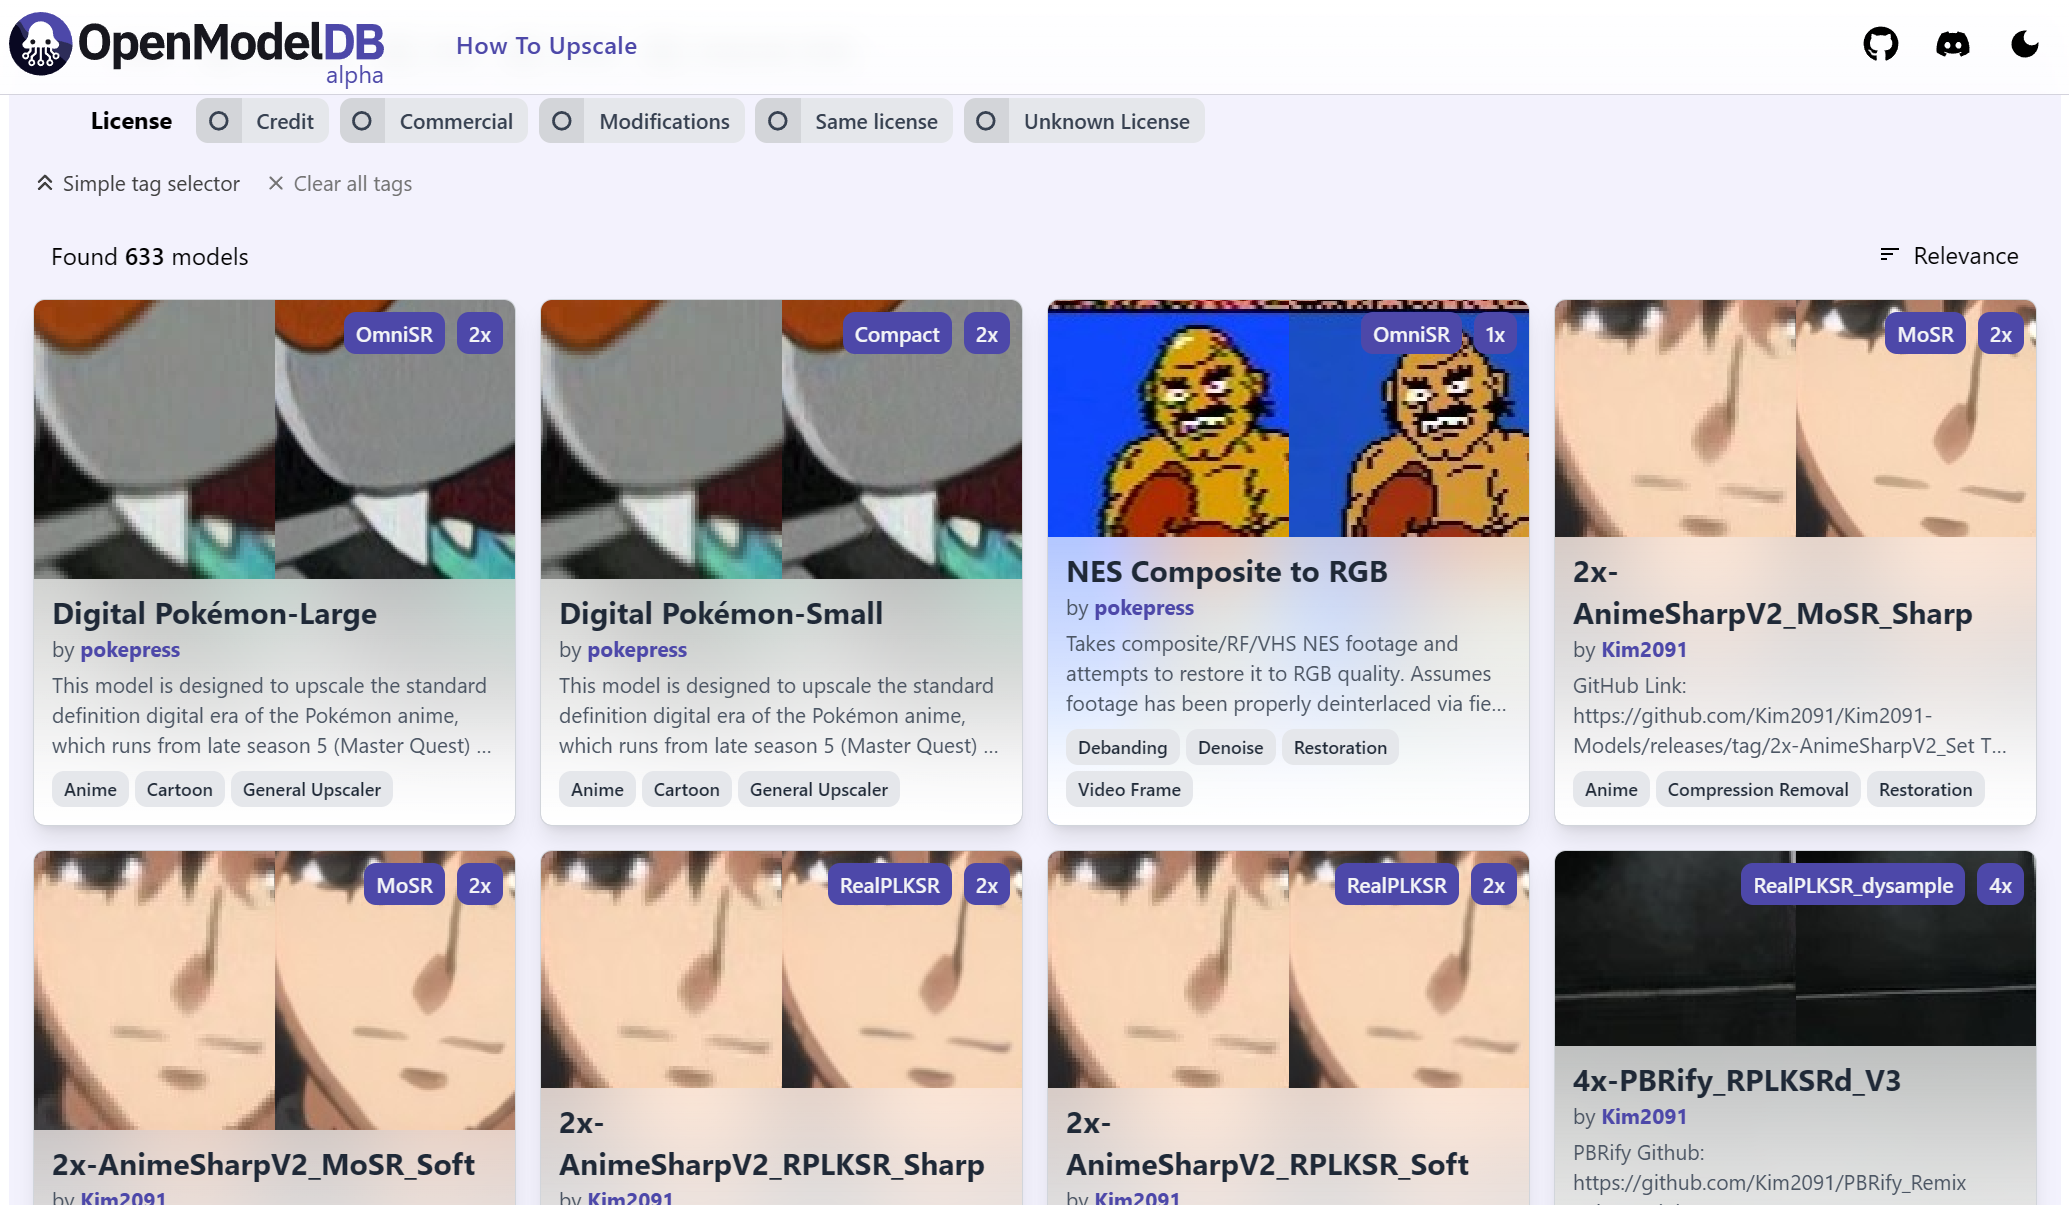 OpenModelDB
alpha
How To Upscale
License
Credit
Commercial
Modifications
Same license
Unknown License
Simple tag selector
Clear all tags
Found 633 models
Relevance
OmniSR 2x
Digital Pokémon-Large
by pokepress
This model is designed to upscale the standard
definition digital era of the Pokémon anime,
which runs from late season 5 (Master Quest) ...
Anime Cartoon General Upscaler
Compact 2x
Digital Pokémon-Small
by pokepress
This model is designed to upscale the standard
definition digital era of the Pokémon anime,
which runs from late season 5 (Master Quest) ...
Anime Cartoon General Upscaler
OmniSR 1x
NES Composite to RGB
by pokepress
Takes composite/RF/VHS NES footage and
attempts to restore it to RGB quality. Assumes
footage has been properly deinterlaced via fie...
Debanding Denoise Restoration
Video Frame
MoSR 2x
2x-
AnimeSharpV2_MoSR_Sharp
by Kim2091
GitHub Link:
https://github.com/Kim2091/Kim2091-
Models/releases/tag/2x-AnimeSharpV2_Set T...
Anime Compression Removal Restoration
MoSR 2x
2x-AnimeSharpV2_MoSR_Soft
by Kim2091
RealPLKSR 2x
2x-
AnimeSharpV2_RPLKSR_Sharp
by Kim2091
RealPLKSR 2x
2x-
AnimeSharpV2_RPLKSR_Soft
by Kim2091
RealPLKSR_dysample 4x
4x-PBRify_RPLKSRd_V3
by Kim2091
PBRify Github:
https://github.com/Kim2091/PBRify_Remix